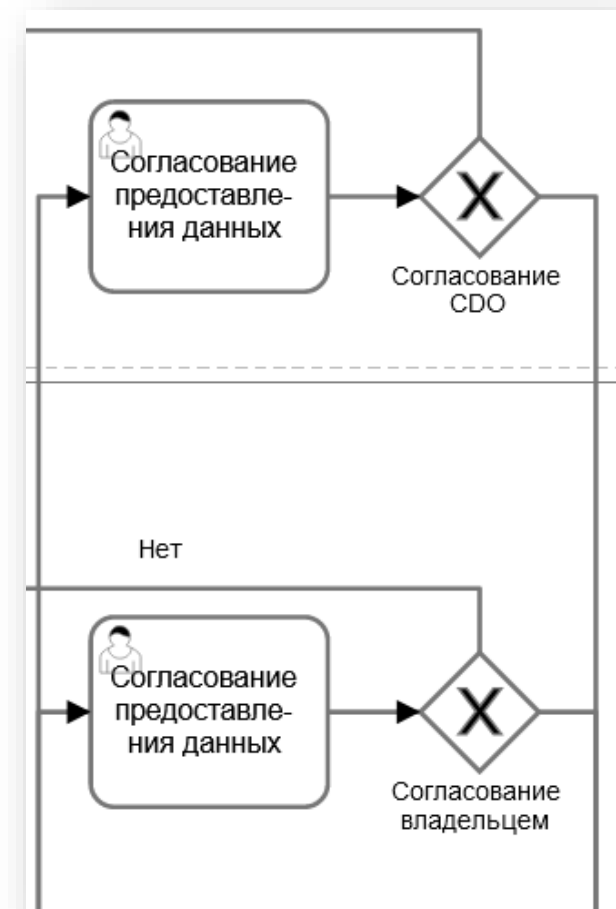 Согласование
предоставле-
ния данных
X
Согласование
CDO
Нет
Согласование
предоставле-
ния данных
X
Согласование
владельцем